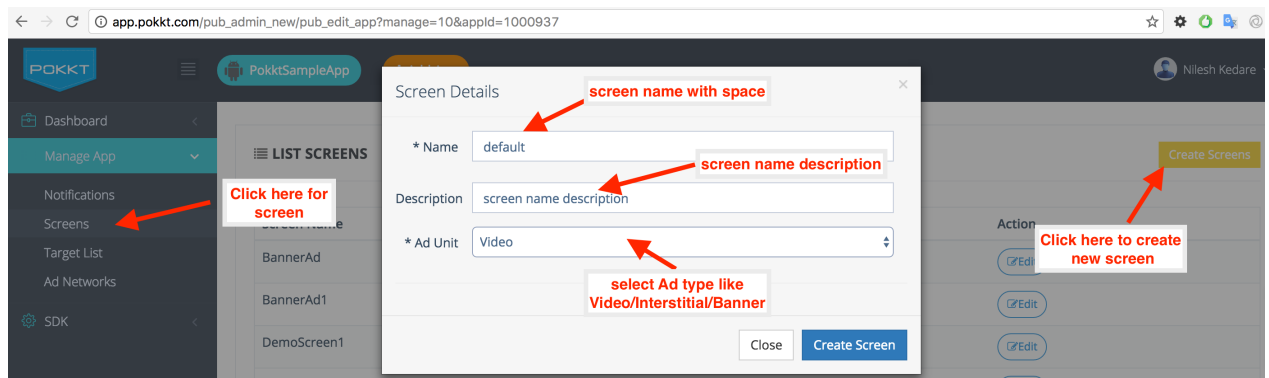 app.pokkt.com/pub_admin_new/pub_edit_app?manage=10&appId=1000937
POKKT
PokktSampleApp
Nilesh Kedare
Screen Details
×
screen name with space
Dashboard
Manage App
LIST SCREENS
* Name
default
Create Screens
screen name description
Notifications
Click here for
screen
Description
screen name description
Screens
Screen Name
Action
* Ad Unit
Video
Click here to create
new screen
Target List
BannerAd
Edit
Ad Networks
select Ad type like
Video/Interstitial/Banner
BannerAd1
Edit
SDK
DemoScreen1
Close
Create Screen
Edit